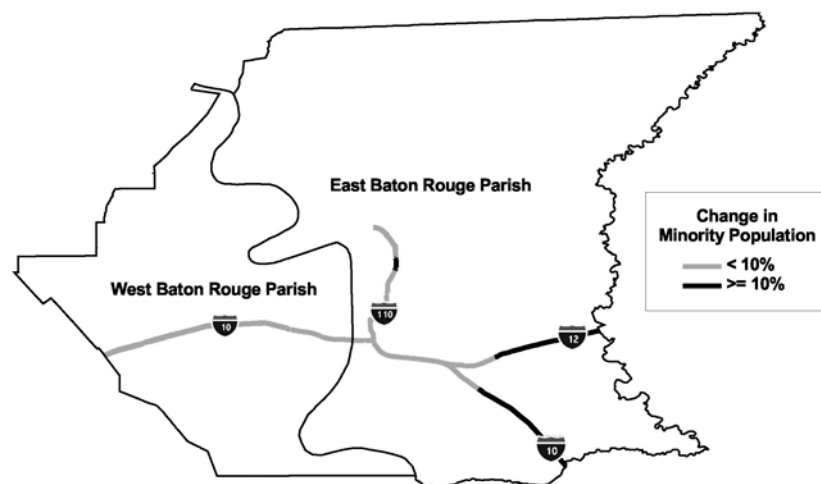 East Baton Rouge Parish
Change in
Minority Population
< 10%
>= 10%
West Baton Rouge Parish
110
10
12
10